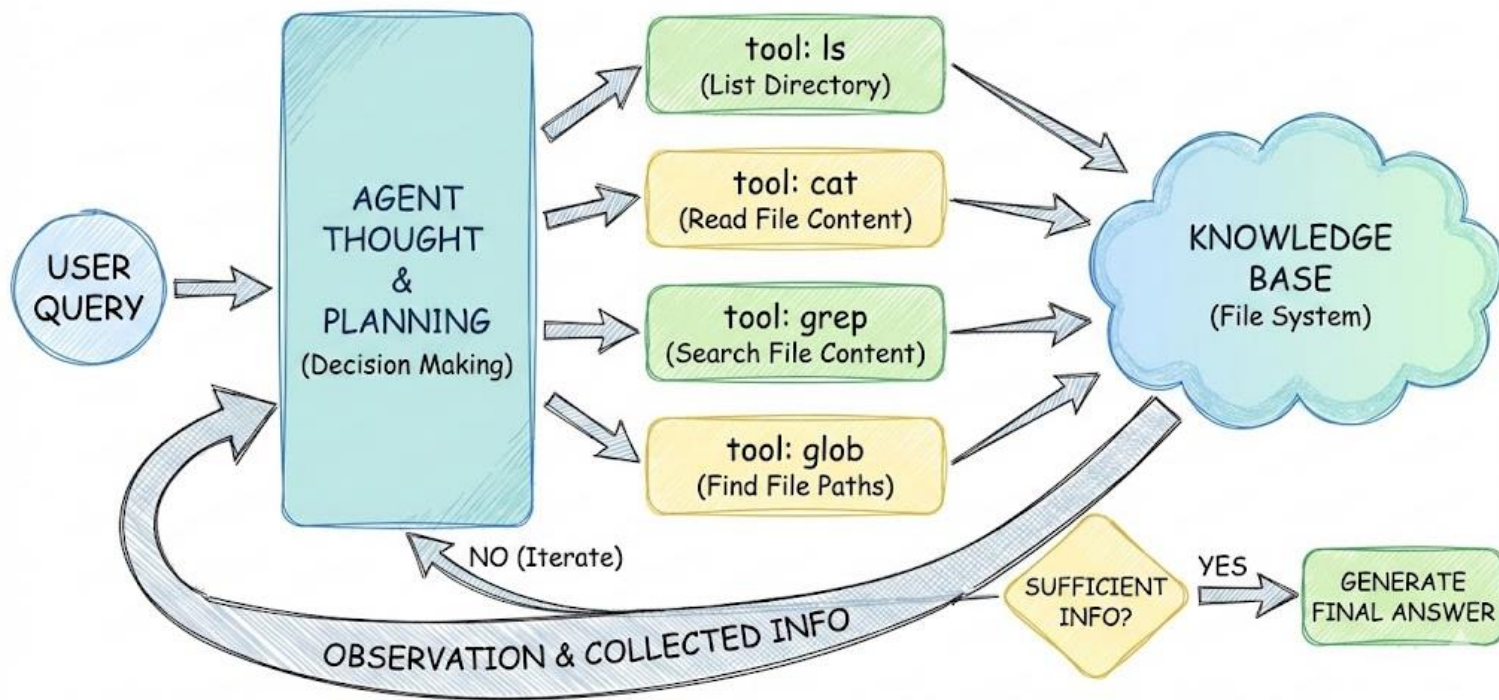 USER
QUERY
AGENT
THOUGHT
&
PLANNING
(Decision Making)
tool: ls
(List Directory)
tool: cat
(Read File Content)
tool: grep
(Search File Content)
tool: glob
(Find File Paths)
KNOWLEDGE
BASE
(File System)
NO (Iterate)
OBSERVATION & COLLECTED INFO
SUFFICIENT
INFO?
YES
GENERATE
FINAL ANSWER